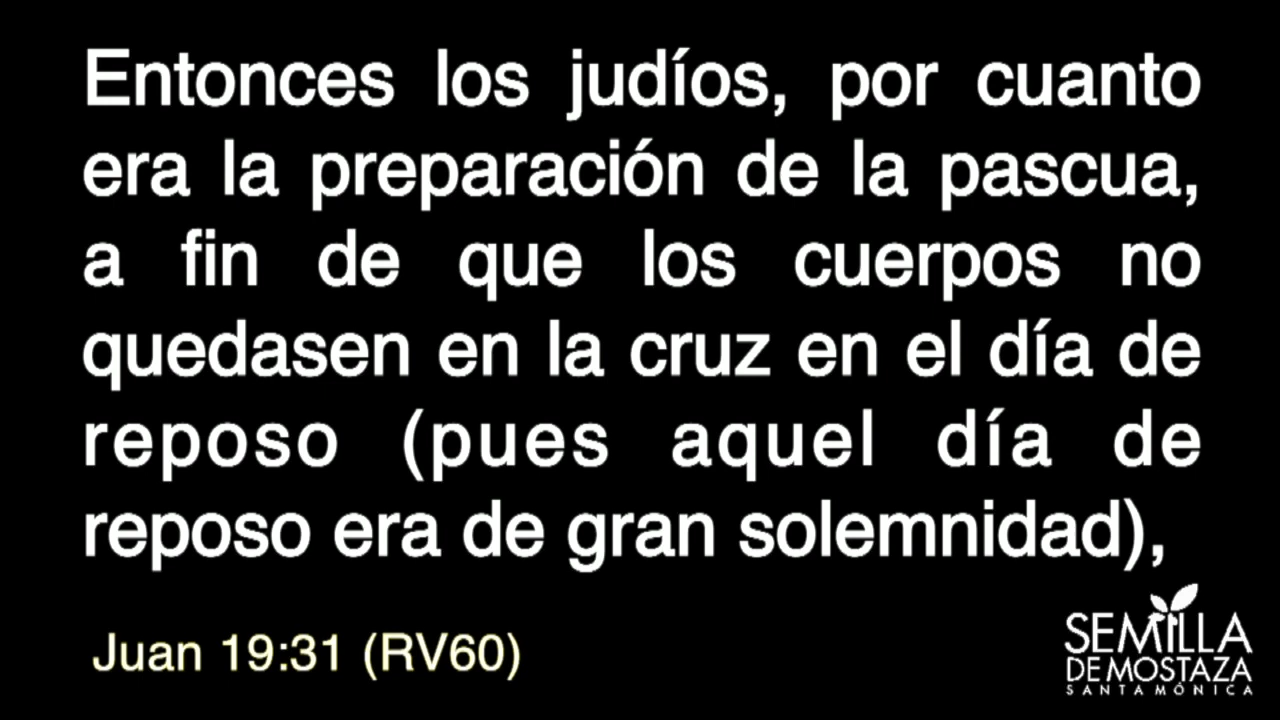 Entonces los judíos, por cuanto
era la preparación de la pascua,
a fin de que los cuerpos no
quedasen en la cruz en el día de
reposo (pues aquel día de
reposo era de gran solemnidad),
Juan 19:31 (RV60)
SEMILLA
DE MOSTAZA
SANTA MÓNICA